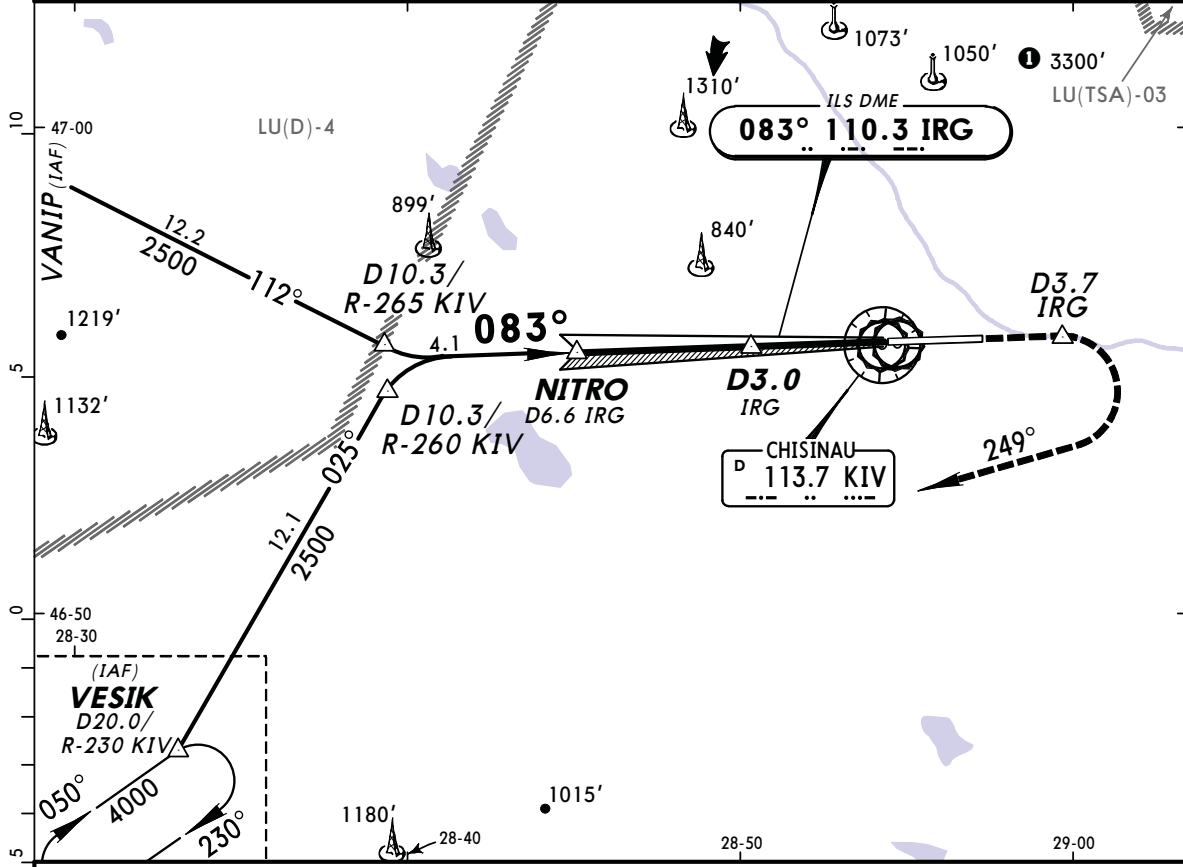 1073'
1050'
❶ 3300'
LU(TSA)-03
1310'
ILS DME
083° 110.3 IRG
10
47-00
LU(D)-4
VANIP (IAF)
899'
840'
12.2
2500
112°
D10.3/
R-265 KIV
1219'
4.1
083°
D3.7
IRG
5
NITRO
D6.6 IRG
D3.0
IRG
1132'
D10.3/
R-260 KIV
025°
CHISINAU
D 113.7 KIV
249°
12.1
2500
0
46-50
28-30
(IAF)
VESIK
D20.0/
R-230 KIV
050°
4000
230°
1180'
1015'
28-40
28-50
29-00
5